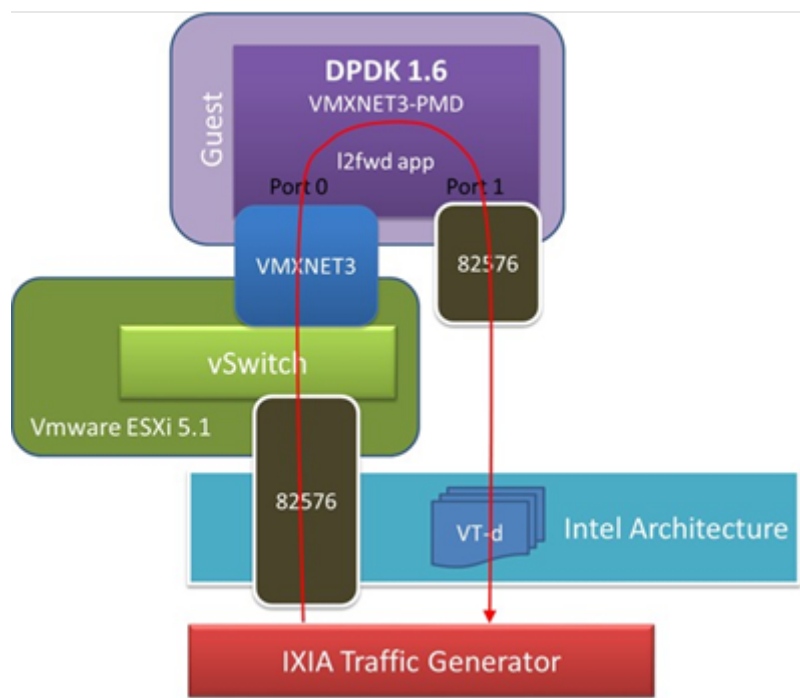 DPDK 1.6
VMXNET3-PMD
Guest
l2fwd app
Port 0
Port 1
VMXNET3
82576
vSwitch
Vmware ESXi 5.1
82576
VT-d
Intel Architecture
IXIA Traffic Generator